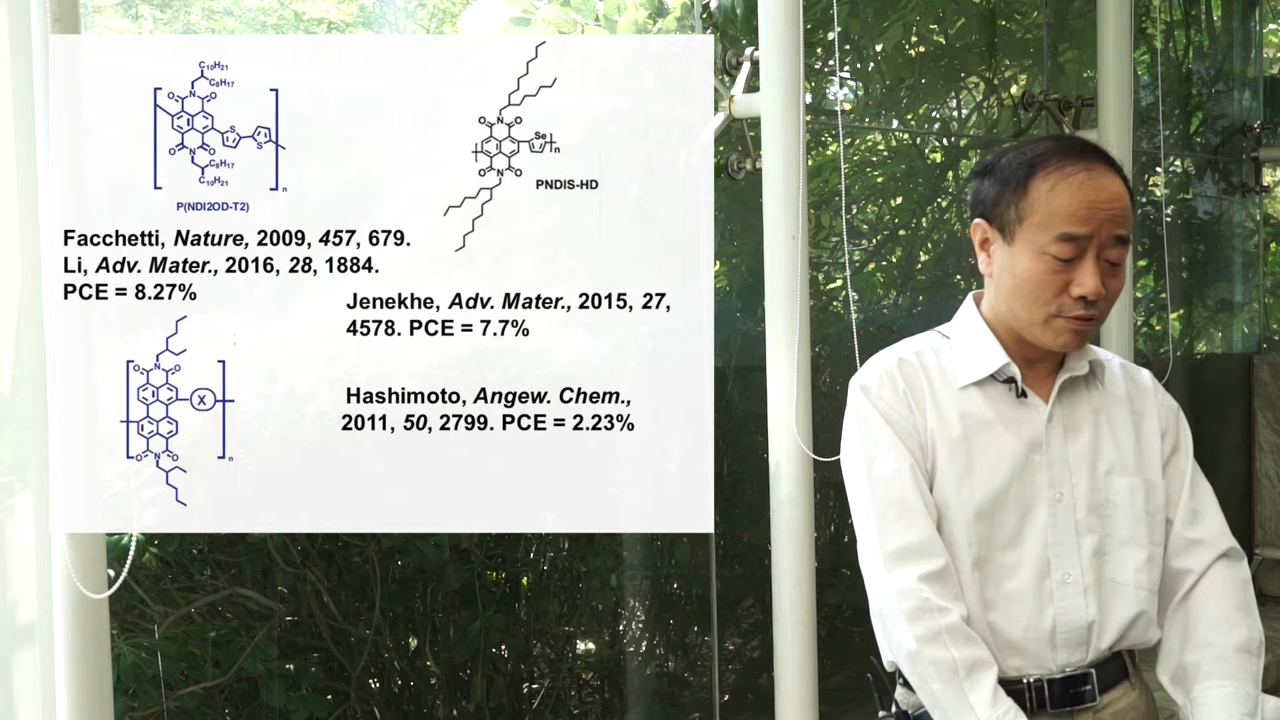 C10H21
C8H17
N
O
O
S
S
O
O
N
C8H17
C10H21
n
P(NDI2OD-T2)
N
O
O
Se
n
O
O
N
PNDIS-HD
Facchetti, Nature, 2009, 457, 679.
Li, Adv. Mater., 2016, 28, 1884.
PCE = 8.27%
Jenekhe, Adv. Mater., 2015, 27,
4578. PCE = 7.7%
N
O
O
X
O
O
N
n
Hashimoto, Angew. Chem.,
2011, 50, 2799. PCE = 2.23%